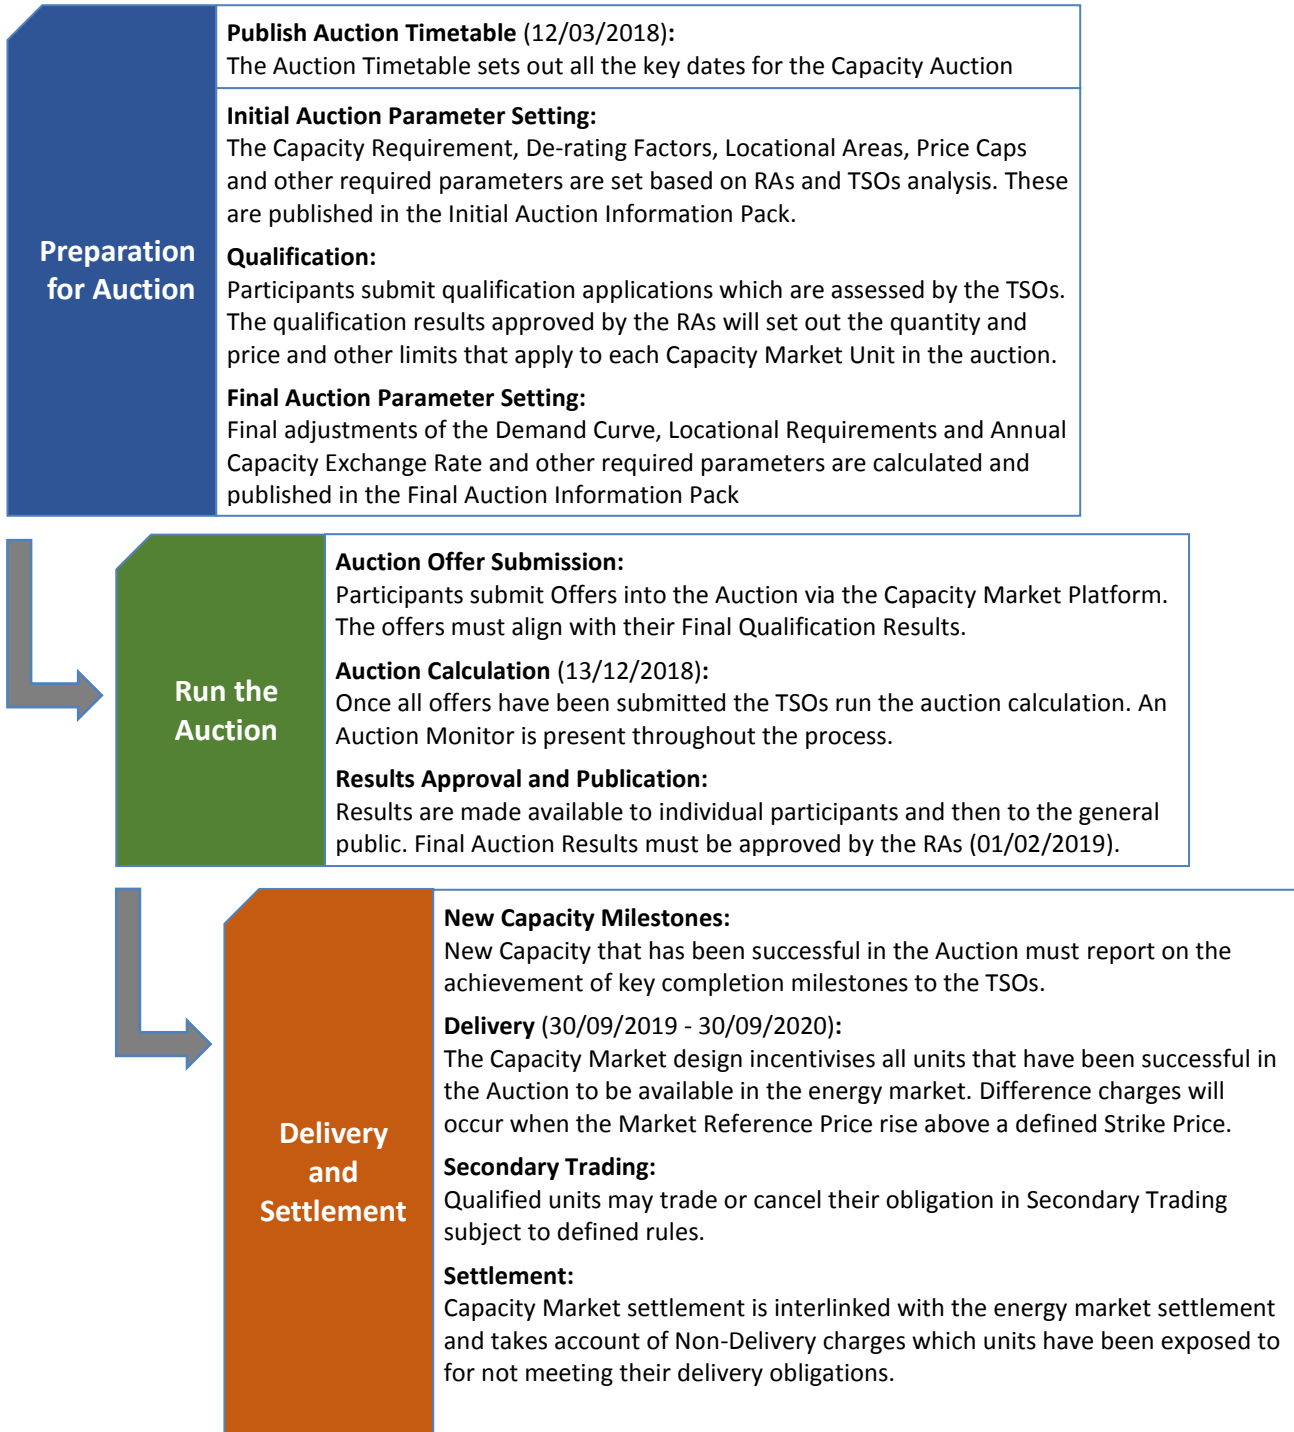 Preparation
for Auction
Publish Auction Timetable (12/03/2018):
The Auction Timetable sets out all the key dates for the Capacity Auction
Initial Auction Parameter Setting:
The Capacity Requirement, De-rating Factors, Locational Areas, Price Caps
and other required parameters are set based on RAs and TSOs analysis. These
are published in the Initial Auction Information Pack.
Qualification:
Participants submit qualification applications which are assessed by the TSOs.
The qualification results approved by the RAs will set out the quantity and
price and other limits that apply to each Capacity Market Unit in the auction.
Final Auction Parameter Setting:
Final adjustments of the Demand Curve, Locational Requirements and Annual
Capacity Exchange Rate and other required parameters are calculated and
published in the Final Auction Information Pack
Run the
Auction
Auction Offer Submission:
Participants submit Offers into the Auction via the Capacity Market Platform.
The offers must align with their Final Qualification Results.
Auction Calculation (13/12/2018):
Once all offers have been submitted the TSOs run the auction calculation. An
Auction Monitor is present throughout the process.
Results Approval and Publication:
Results are made available to individual participants and then to the general
public. Final Auction Results must be approved by the RAs (01/02/2019).
Delivery
and
Settlement
New Capacity Milestones:
New Capacity that has been successful in the Auction must report on the
achievement of key completion milestones to the TSOs.
Delivery (30/09/2019 - 30/09/2020):
The Capacity Market design incentivises all units that have been successful in
the Auction to be available in the energy market. Difference charges will
occur when the Market Reference Price rise above a defined Strike Price.
Secondary Trading:
Qualified units may trade or cancel their obligation in Secondary Trading
subject to defined rules.
Settlement:
Capacity Market settlement is interlinked with the energy market settlement
and takes account of Non-Delivery charges which units have been exposed to
for not meeting their delivery obligations.